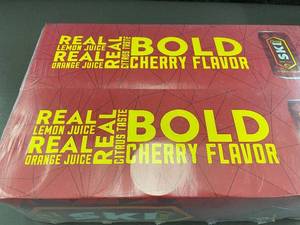 REAL
LEMON JUICE
REAL
ORANGE JUICE
REAL
CITRUS TASTE
BOLD
CHERRY FLAVOR
SKI
REAL
LEMON JUICE
REAL
ORANGE JUICE
REAL
CITRUS TASTE
BOLD
CHERRY FLAVOR
SKI